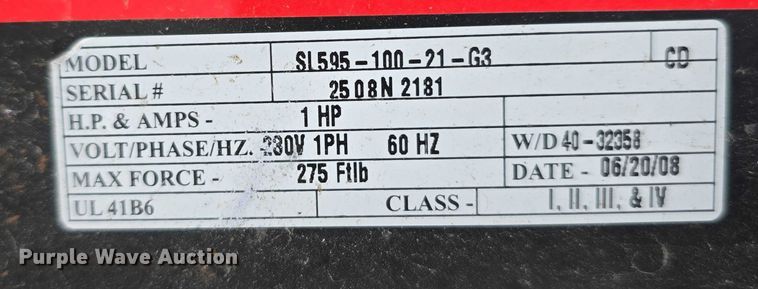 MODEL SL595-100-21-G3 CD
SERIAL # 2508N 2181
H.P. & AMPS - 1 HP
VOLT/PHASE/HZ. 230V 1PH 60 HZ W/D 40-32358
MAX FORCE - 275 Ftlb DATE - 06/20/08
UL 41B6 CLASS - I, II, III, & IV
Purple Wave Auction